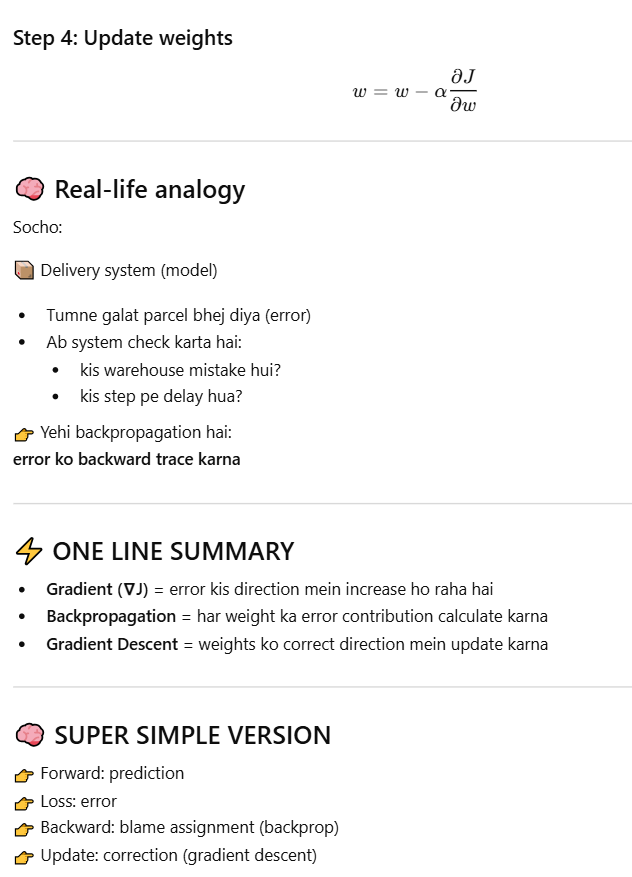 Step 4: Update weights
w = w − α ∂J/∂w
🧠 Real-life analogy
Socho:
📦 Delivery system (model)
• Tumne galat parcel bhej diya (error)
• Ab system check karta hai:
• kis warehouse mistake hui?
• kis step pe delay hua?
👉 Yehi backpropagation hai:
error ko backward trace karna
⚡ ONE LINE SUMMARY
• Gradient (∇J) = error kis direction mein increase ho raha hai
• Backpropagation = har weight ka error contribution calculate karna
• Gradient Descent = weights ko correct direction mein update karna
🧠 SUPER SIMPLE VERSION
👉 Forward: prediction
👉 Loss: error
👉 Backward: blame assignment (backprop)
👉 Update: correction (gradient descent)